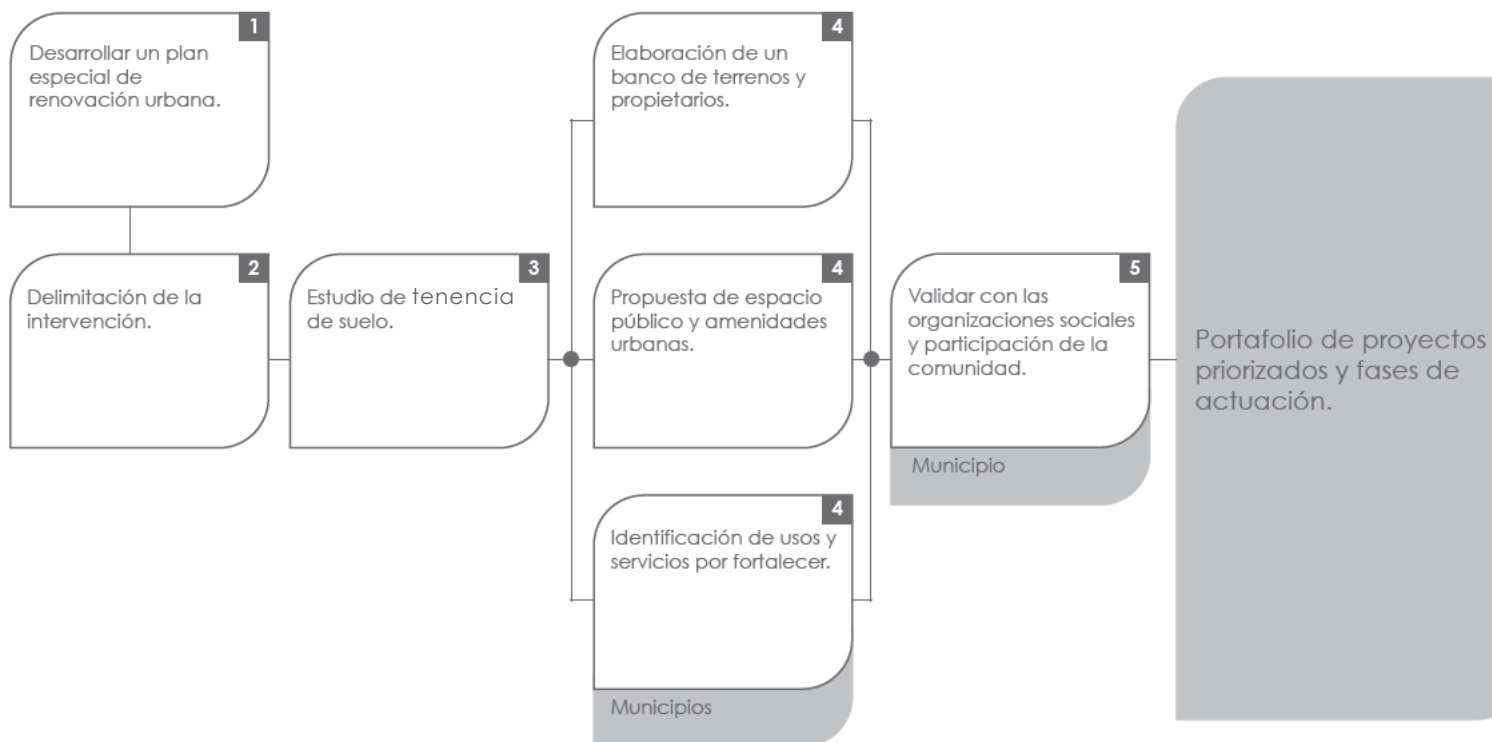 1
Desarrollar un plan
especial de
renovación urbana.
2
Delimitación de la
intervención.
3
Estudio de tenencia
de suelo.
4
Elaboración de un
banco de terrenos y
propietarios.
4
Propuesta de espacio
público y amenidades
urbanas.
4
Identificación de usos y
servicios por fortalecer.
Municipios
5
Validar con las
organizaciones sociales
y participación de la
comunidad.
Municipio
Portafolio de proyectos
priorizados y fases de
actuación.